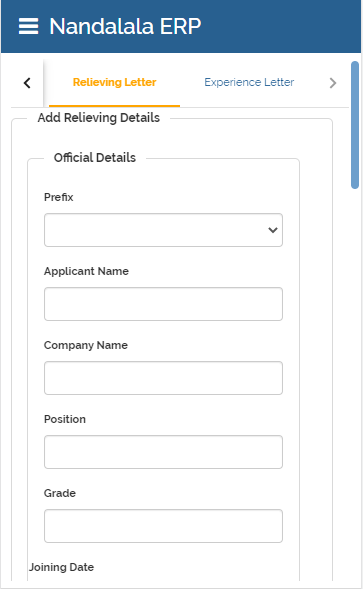 Nandalala ERP
Relieving Letter Experience Letter
Add Relieving Details
Official Details
Prefix
Applicant Name
Company Name
Position
Grade
Joining Date